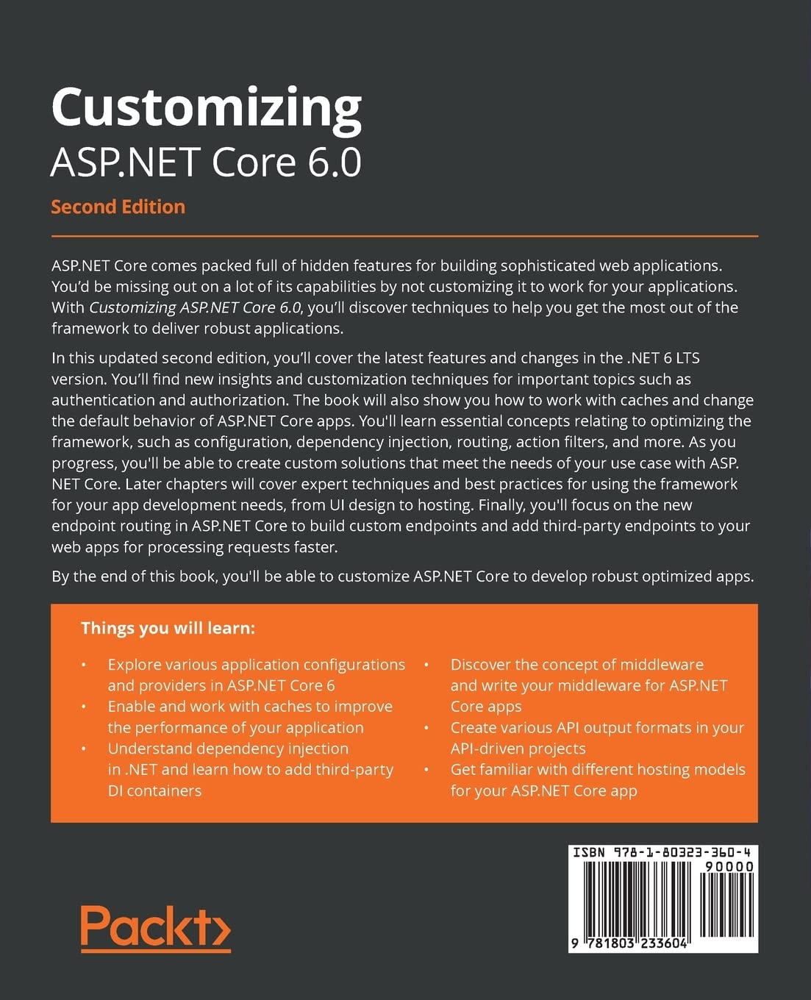 Customizing
ASP.NET Core 6.0
Second Edition
ASP.NET Core comes packed full of hidden features for building sophisticated web applications.
You’d be missing out on a lot of its capabilities by not customizing it to work for your applications.
With Customizing ASP.NET Core 6.0, you’ll discover techniques to help you get the most out of the
framework to deliver robust applications.
In this updated second edition, you’ll cover the latest features and changes in the .NET 6 LTS
version. You’ll find new insights and customization techniques for important topics such as
authentication and authorization. The book will also show you how to work with caches and change
the default behavior of ASP.NET Core apps. You'll learn essential concepts relating to optimizing the
framework, such as configuration, dependency injection, routing, action filters, and more. As you
progress, you'll be able to create custom solutions that meet the needs of your use case with ASP.
NET Core. Later chapters will cover expert techniques and best practices for using the framework
for your app development needs, from UI design to hosting. Finally, you'll focus on the new
endpoint routing in ASP.NET Core to build custom endpoints and add third-party endpoints to your
web apps for processing requests faster.
By the end of this book, you'll be able to customize ASP.NET Core to develop robust optimized apps.
Things you will learn:
• Explore various application configurations
and providers in ASP.NET Core 6
• Enable and work with caches to improve
the performance of your application
• Understand dependency injection
in .NET and learn how to add third-party
DI containers
• Discover the concept of middleware
and write your middleware for ASP.NET
Core apps
• Create various API output formats in your
API-driven projects
• Get familiar with different hosting models
for your ASP.NET Core app
Packt>
ISBN 978-1-80323-360-4
90000
9 781803 233604